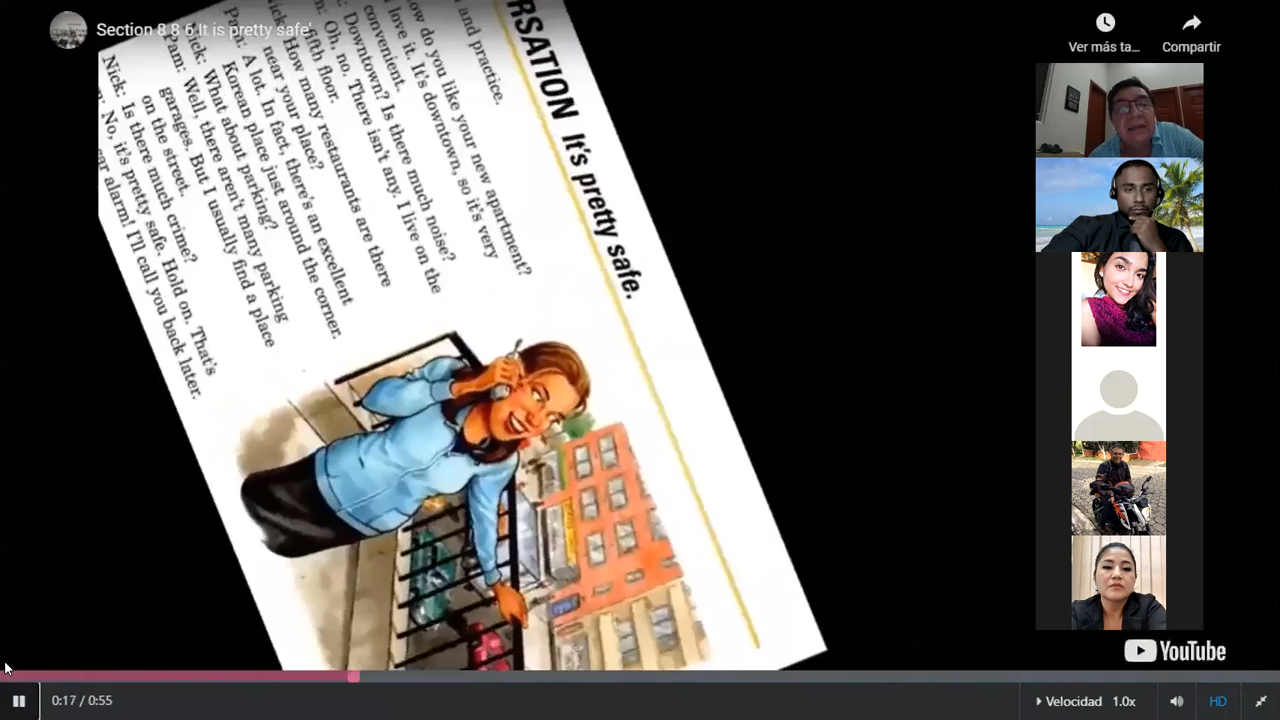 Section 8 8 6 It is pretty safe'
Ver más ta...
Compartir
RSATION It's pretty safe.
and practice.
ow do you like your new apartment?
love it. It's downtown, so it's very
convenient.
: Downtown? Is there much noise?
: Oh, no. There isn't any. I live on the
fifth floor.
ick: How many restaurants are there
near your place?
Pam: A lot. In fact, there's an excellent
Korean place just around the corner.
ick: What about parking?
Pam: Well, there aren't many parking
garages. But I usually find a place
on the street.
Nick: Is there much crime?
: No, it's pretty safe. Hold on. That's
car alarm! I'll call you back later.
YouTube
0:17 / 0:55
Velocidad 1.0x
HD